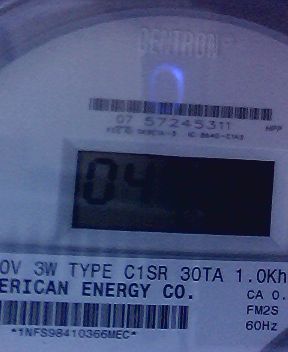 CENTRON
07 57245311
HPP
04
0V 3W TYPE C1SR 30TA 1.0Kh
ERICAN ENERGY CO.
CA 0.
FM2S
60Hz
*1NFS98410366MEC*